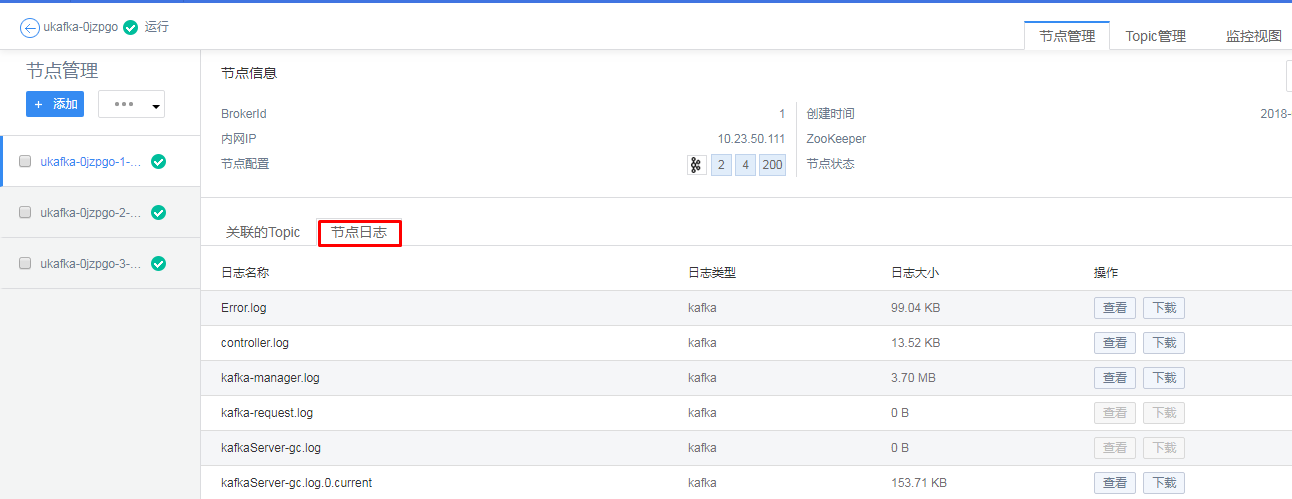 ukafka-0jzpgo 运行
节点管理 Topic管理 监控视图
节点管理
+ 添加
节点信息
BrokerId 1 创建时间 2018-
内网IP 10.23.50.111 ZooKeeper
节点配置 2 4 200 节点状态
ukafka-0jzpgo-1-...
ukafka-0jzpgo-2-...
ukafka-0jzpgo-3-...
关联的Topic 节点日志
日志名称 日志类型 日志大小 操作
Error.log kafka 99.04 KB 查看 下载
controller.log kafka 13.52 KB 查看 下载
kafka-manager.log kafka 3.70 MB 查看 下载
kafka-request.log kafka 0 B 查看 下载
kafkaServer-gc.log kafka 0 B 查看 下载
kafkaServer-gc.log.0.current kafka 153.71 KB 查看 下载